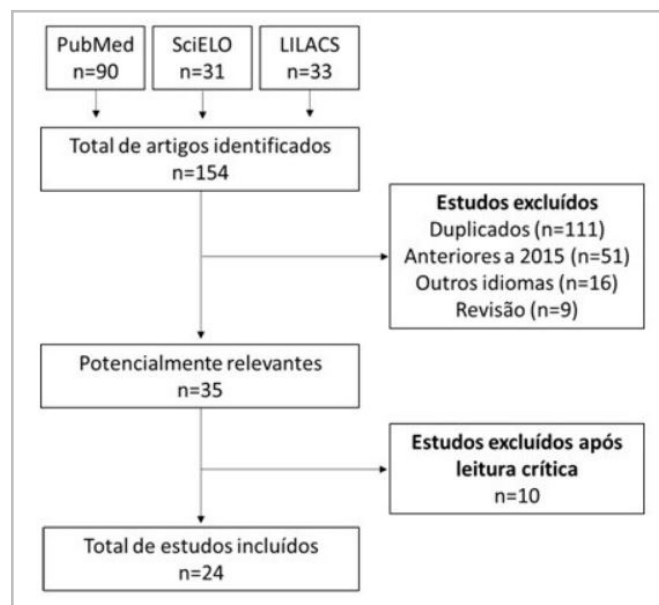 PubMed
n=90
SciELO
n=31
LILACS
n=33
Total de artigos identificados
n=154
Estudos excluídos
Duplicados (n=111)
Anteriores a 2015 (n=51)
Outros idiomas (n=16)
Revisão (n=9)
Potencialmente relevantes
n=35
Estudos excluídos após
leitura crítica
n=10
Total de estudos incluídos
n=24